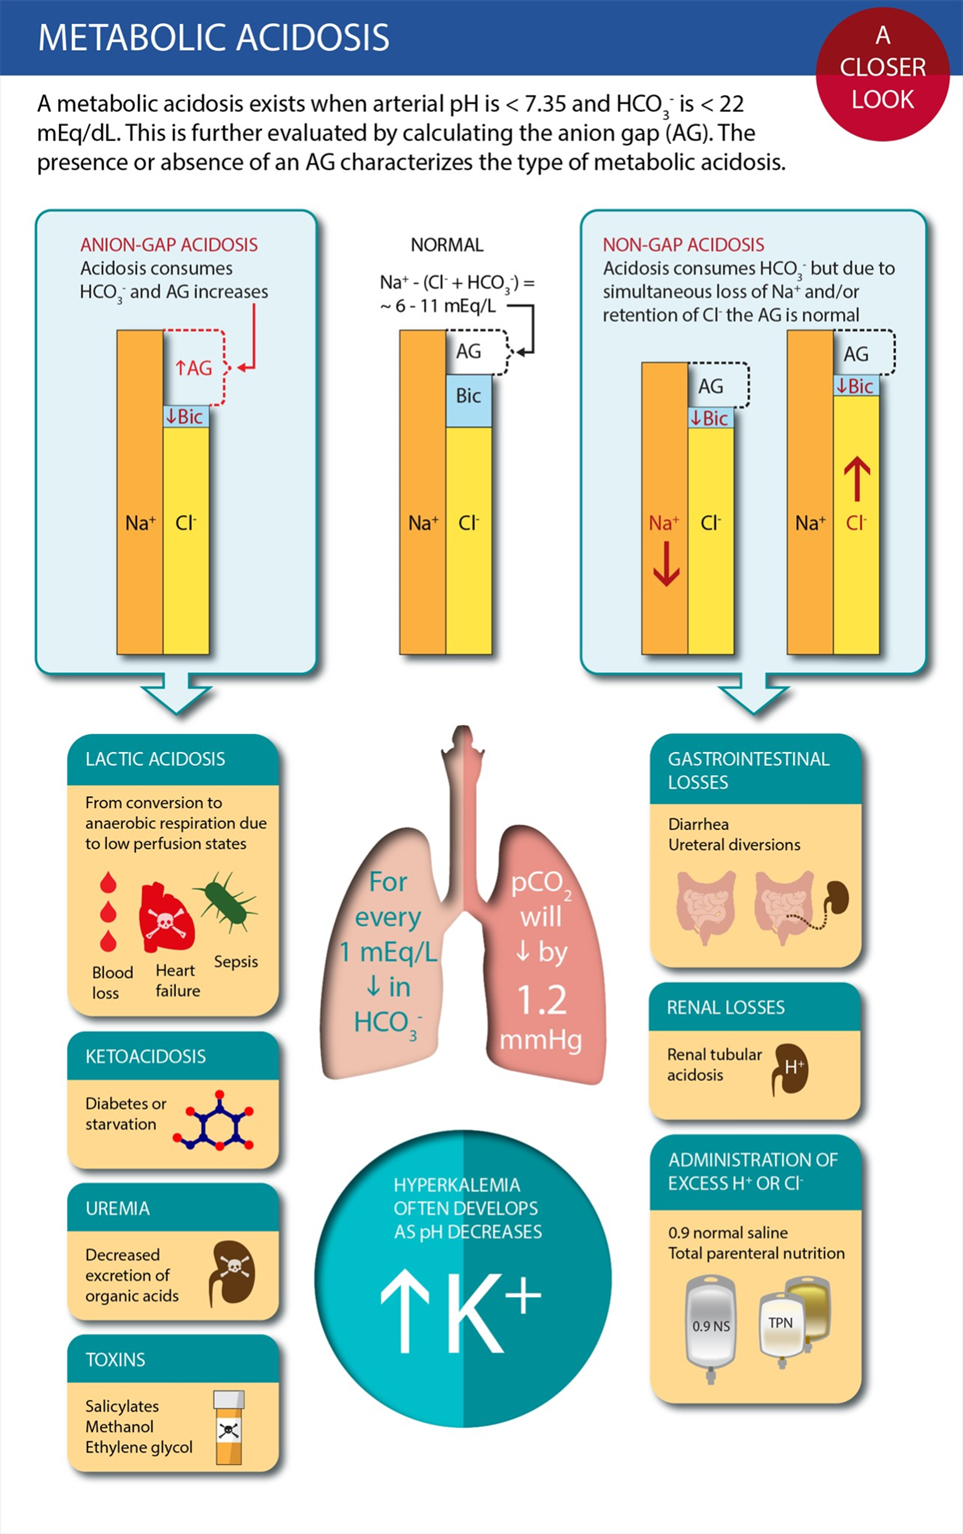 METABOLIC ACIDOSIS
A
CLOSER
LOOK
A metabolic acidosis exists when arterial pH is < 7.35 and HCO₃⁻ is < 22
mEq/dL. This is further evaluated by calculating the anion gap (AG). The
presence or absence of an AG characterizes the type of metabolic acidosis.
ANION-GAP ACIDOSIS
Acidosis consumes
HCO₃⁻ and AG increases
↑AG
↓Bic
Na⁺
Cl⁻
NORMAL
Na⁺ - (Cl⁻ + HCO₃⁻) =
~ 6 - 11 mEq/L
AG
Bic
Na⁺
Cl⁻
NON-GAP ACIDOSIS
Acidosis consumes HCO₃⁻ but due to
simultaneous loss of Na⁺ and/or
retention of Cl⁻ the AG is normal
AG
↓Bic
Na⁺
↓
Cl⁻
AG
↓Bic
↑
Na⁺
Cl⁻
LACTIC ACIDOSIS
From conversion to
anaerobic respiration due
to low perfusion states
Blood
loss
Heart
failure
Sepsis
KETOACIDOSIS
Diabetes or
starvation
UREMIA
Decreased
excretion of
organic acids
TOXINS
Salicylates
Methanol
Ethylene glycol
For
every
1 mEq/L
↓ in
HCO₃⁻
pCO₂
will
↓ by
1.2
mmHg
HYPERKALEMIA
OFTEN DEVELOPS
AS pH DECREASES
↑K⁺
GASTROINTESTINAL
LOSSES
Diarrhea
Ureteral diversions
RENAL LOSSES
Renal tubular
acidosis
H⁺
ADMINISTRATION OF
EXCESS H⁺ OR Cl⁻
0.9 normal saline
Total parenteral nutrition
0.9 NS
TPN